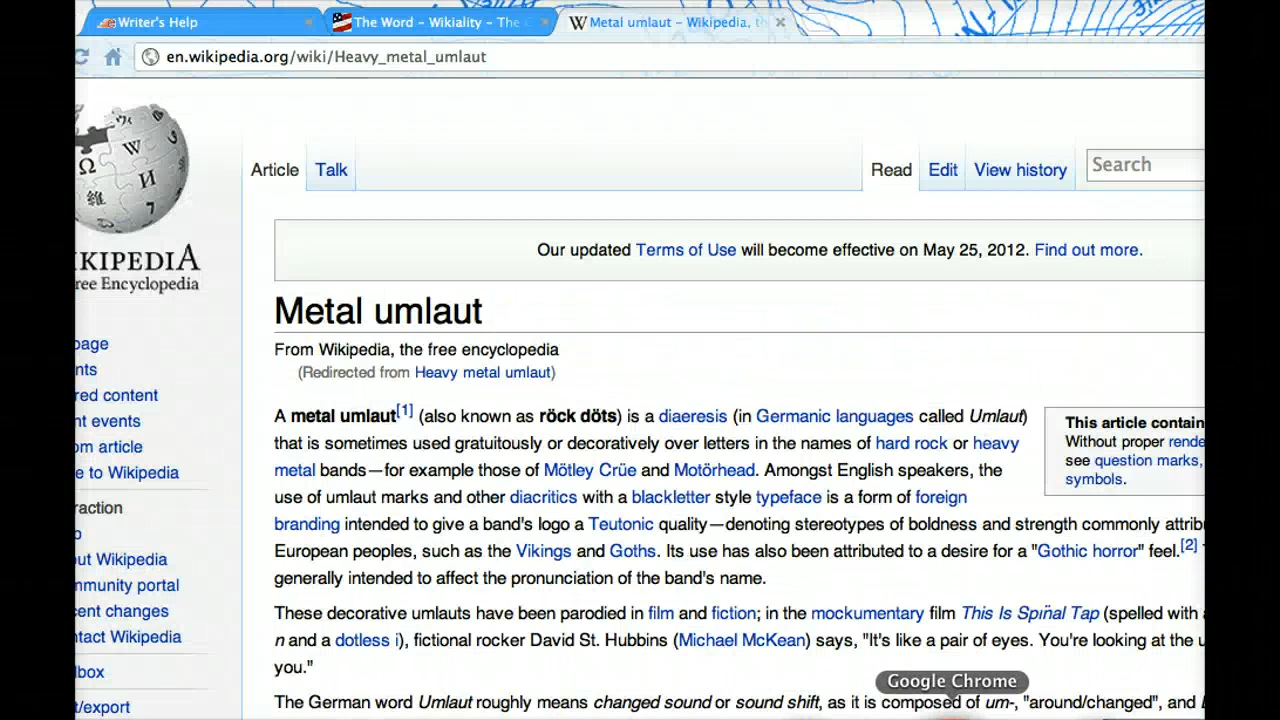 Writer's Help
The Word – Wikiality – The
Metal umlaut – Wikipedia, th
en.wikipedia.org/wiki/Heavy_metal_umlaut
IKIPEDIA
ree Encyclopedia
Article
Talk
Read
Edit
View history
Search
Our updated Terms of Use will become effective on May 25, 2012. Find out more.
Metal umlaut
From Wikipedia, the free encyclopedia
(Redirected from Heavy metal umlaut)
page
nts
red content
nt events
om article
e to Wikipedia
raction
out Wikipedia
mmunity portal
cent changes
ntact Wikipedia
lbox
t/export
A metal umlaut[1] (also known as röck döts) is a diaeresis (in Germanic languages called Umlaut)
that is sometimes used gratuitously or decoratively over letters in the names of hard rock or heavy
metal bands—for example those of Mötley Crüe and Motörhead. Amongst English speakers, the
use of umlaut marks and other diacritics with a blackletter style typeface is a form of foreign
branding intended to give a band's logo a Teutonic quality—denoting stereotypes of boldness and strength commonly attrib
European peoples, such as the Vikings and Goths. Its use has also been attributed to a desire for a "Gothic horror" feel.[2]
generally intended to affect the pronunciation of the band's name.
This article contain
Without proper rende
see question marks,
symbols.
These decorative umlauts have been parodied in film and fiction; in the mockumentary film This Is Spın̈al Tap (spelled with
n and a dotless i), fictional rocker David St. Hubbins (Michael McKean) says, "It's like a pair of eyes. You're looking at the u
you."
The German word Umlaut roughly means changed sound or sound shift, as it is composed of um-, "around/changed", and
Google Chrome